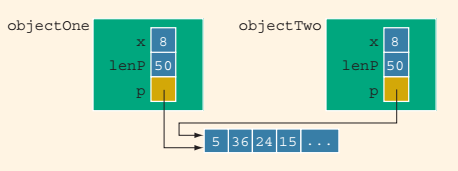 objectOne
x 8
lenP 50
p
objectTwo
x 8
lenP 50
p
5 36 24 15 ...